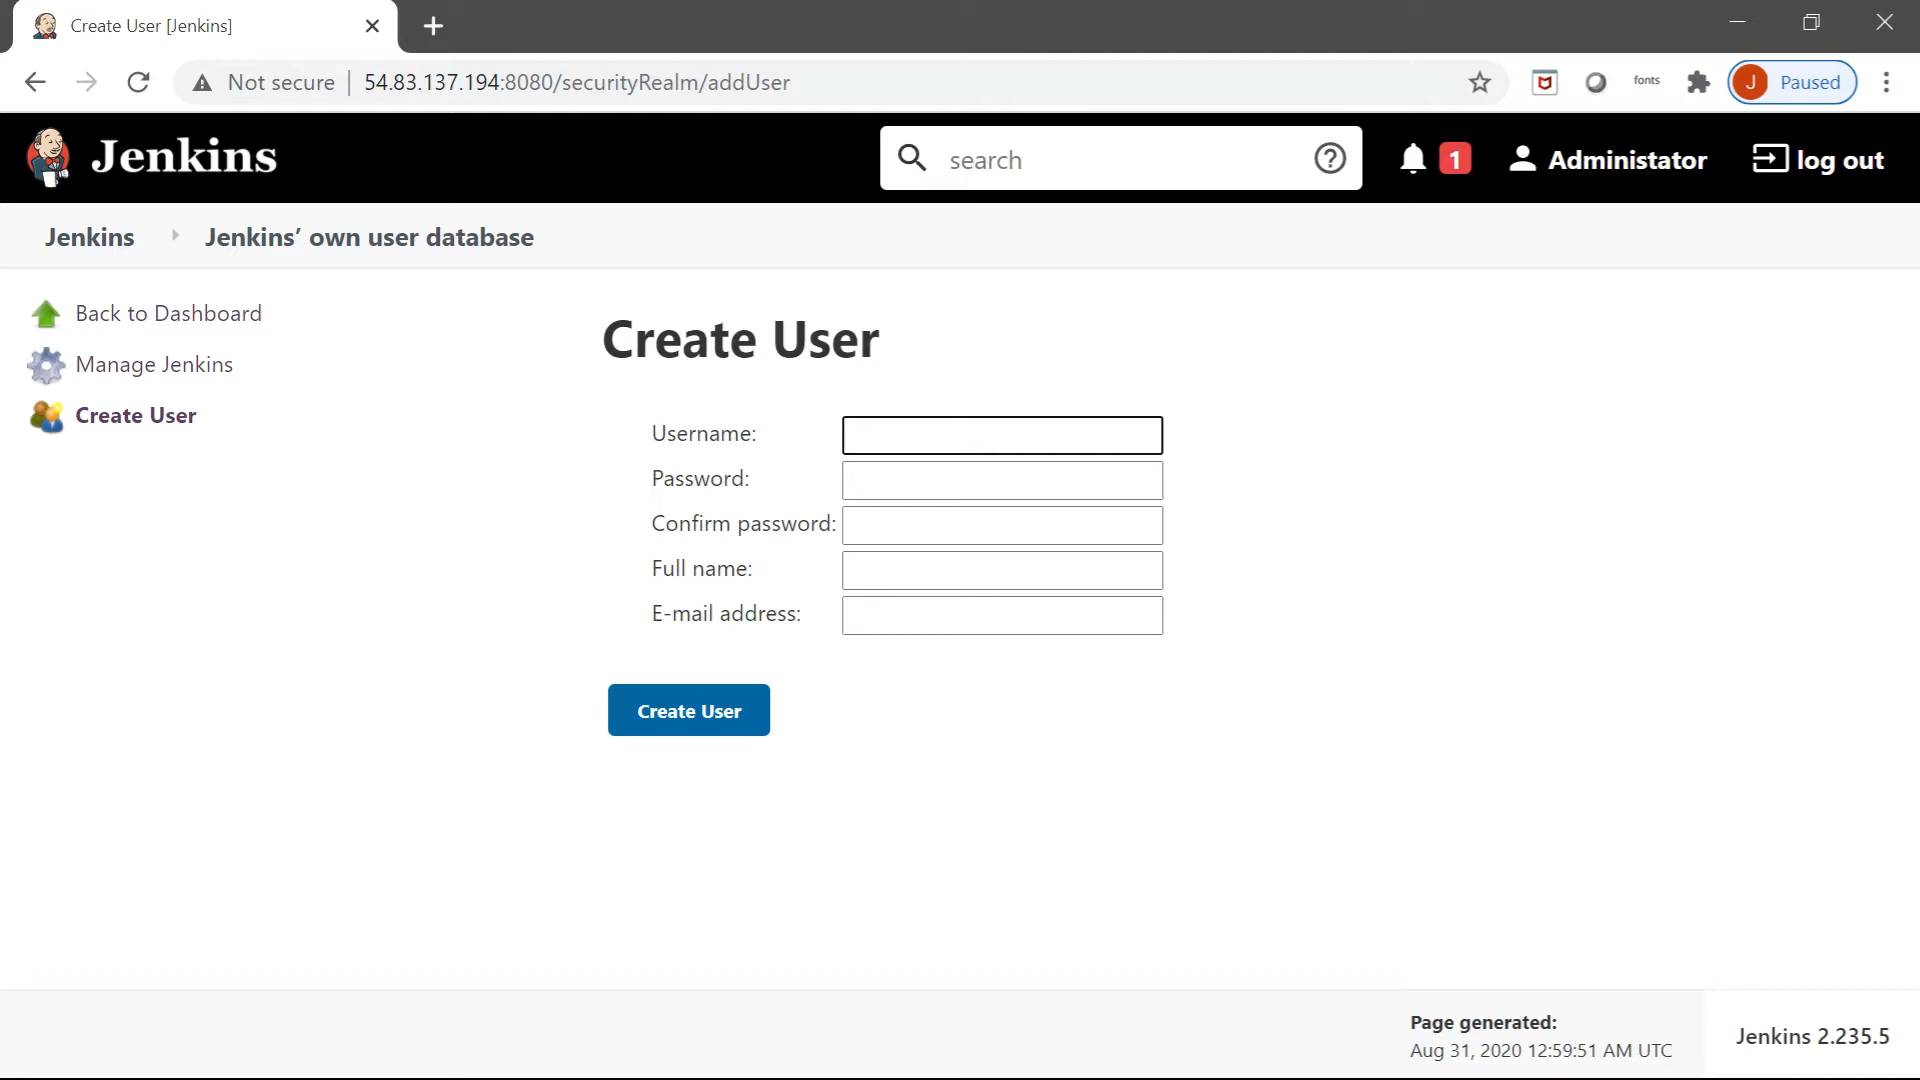 Create User [Jenkins]
Not secure 54.83.137.194:8080/securityRealm/addUser fonts J Paused
Jenkins search 1 Administator log out
Jenkins Jenkins’ own user database
Back to Dashboard
Manage Jenkins
Create User
Create User
Username:
Password:
Confirm password:
Full name:
E-mail address:
Create User
Page generated:
Aug 31, 2020 12:59:51 AM UTC
Jenkins 2.235.5